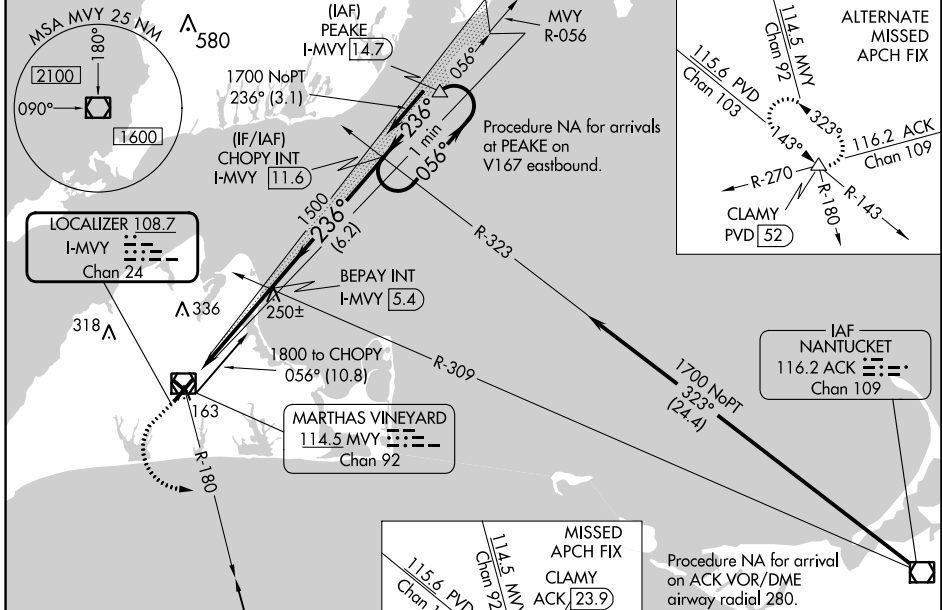 MSA MVY 25 NM
180°
2100
090°
1600
580
(IAF)
PEAKE
I-MVY 14.7
1700 NoPT
236° (3.1)
MVY
R-056
056°
236°
1 min
056°
Procedure NA for arrivals
at PEAKE on
V167 eastbound.
(IF/IAF)
CHOPY INT
I-MVY 11.6
1500
236°
(6.2)
R-323
ALTERNATE
MISSED
APCH FIX
114.5 MVY
Chan 92
115.6 PVD
Chan 103
323°
143°
116.2 ACK
Chan 109
R-270
R-180
R-143
CLAMY
PVD 52
LOCALIZER 108.7
I-MVY
Chan 24
BEPAY INT
I-MVY 5.4
250±
336
318
1800 to CHOPY
056° (10.8)
R-309
1700 NoPT
323°
(24.4)
IAF
NANTUCKET
116.2 ACK
Chan 109
163
MARTHAS VINEYARD
114.5 MVY
Chan 92
R-180
MISSED
APCH FIX
CLAMY
ACK 23.9
115.6 PVD
114.5 MVY
Chan 92
Procedure NA for arrival
on ACK VOR/DME
airway radial 280.